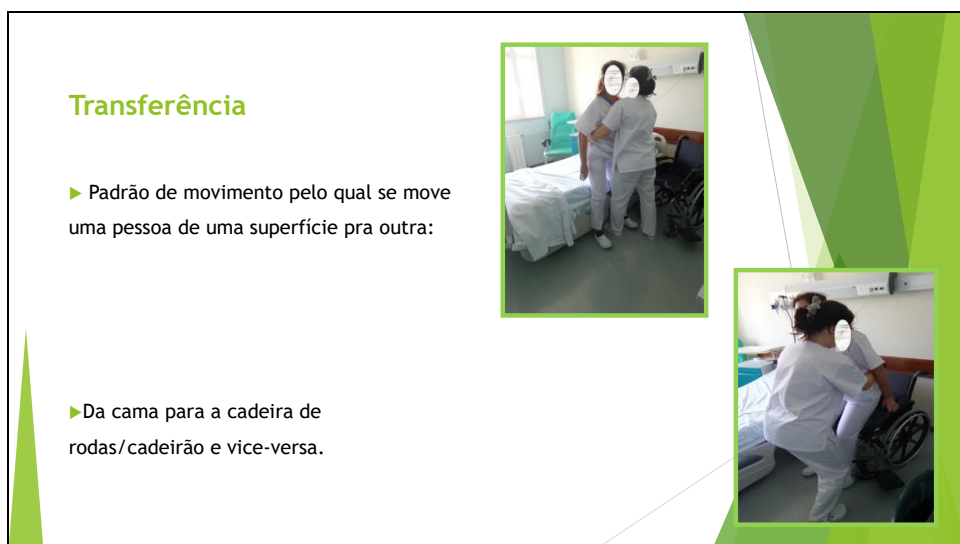 Transferência
Padrão de movimento pelo qual se move
uma pessoa de uma superfície pra outra:
Da cama para a cadeira de
rodas/cadeirão e vice-versa.